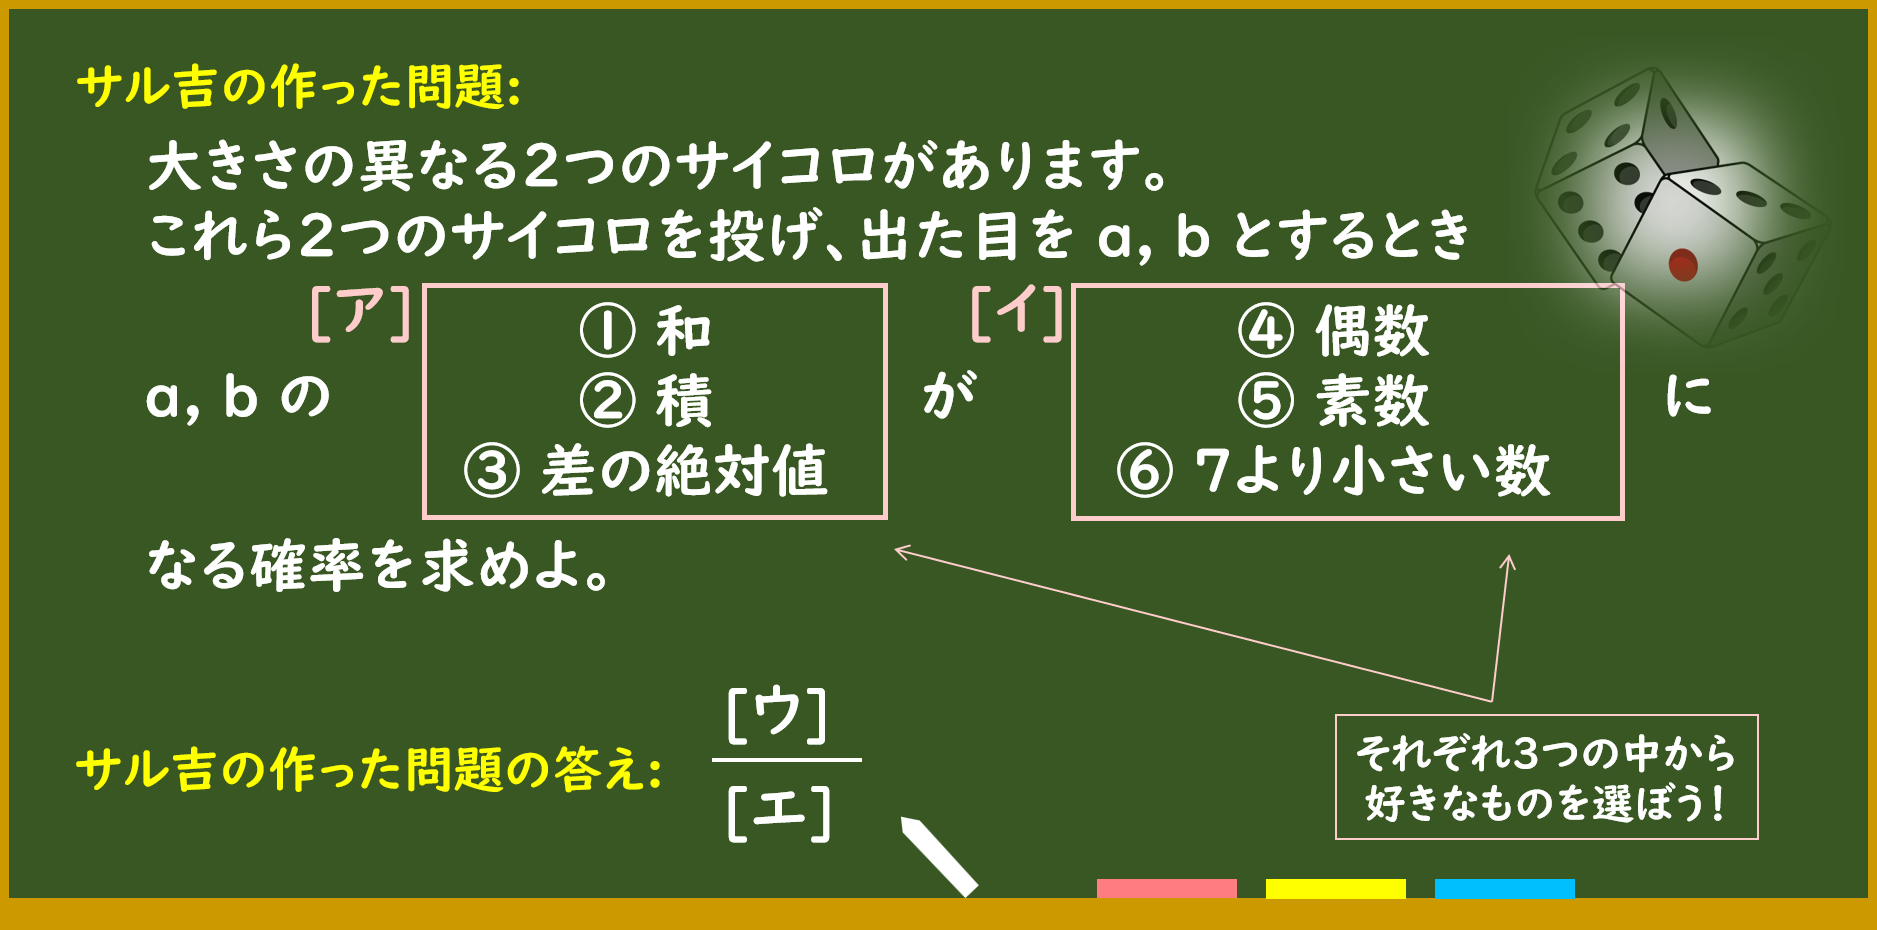 サル吉の作った問題:
大きさの異なる2つのサイコロがあります。
これら2つのサイコロを投げ、出た目を a, b とするとき
[ア]
① 和
② 積
③ 差の絶対値
[イ]
④ 偶数
⑤ 素数
⑥ 7より小さい数
a, b の
が
に
なる確率を求めよ。
サル吉の作った問題の答え:
[ウ]
[エ]
それぞれ3つの中から
好きなものを選ぼう!